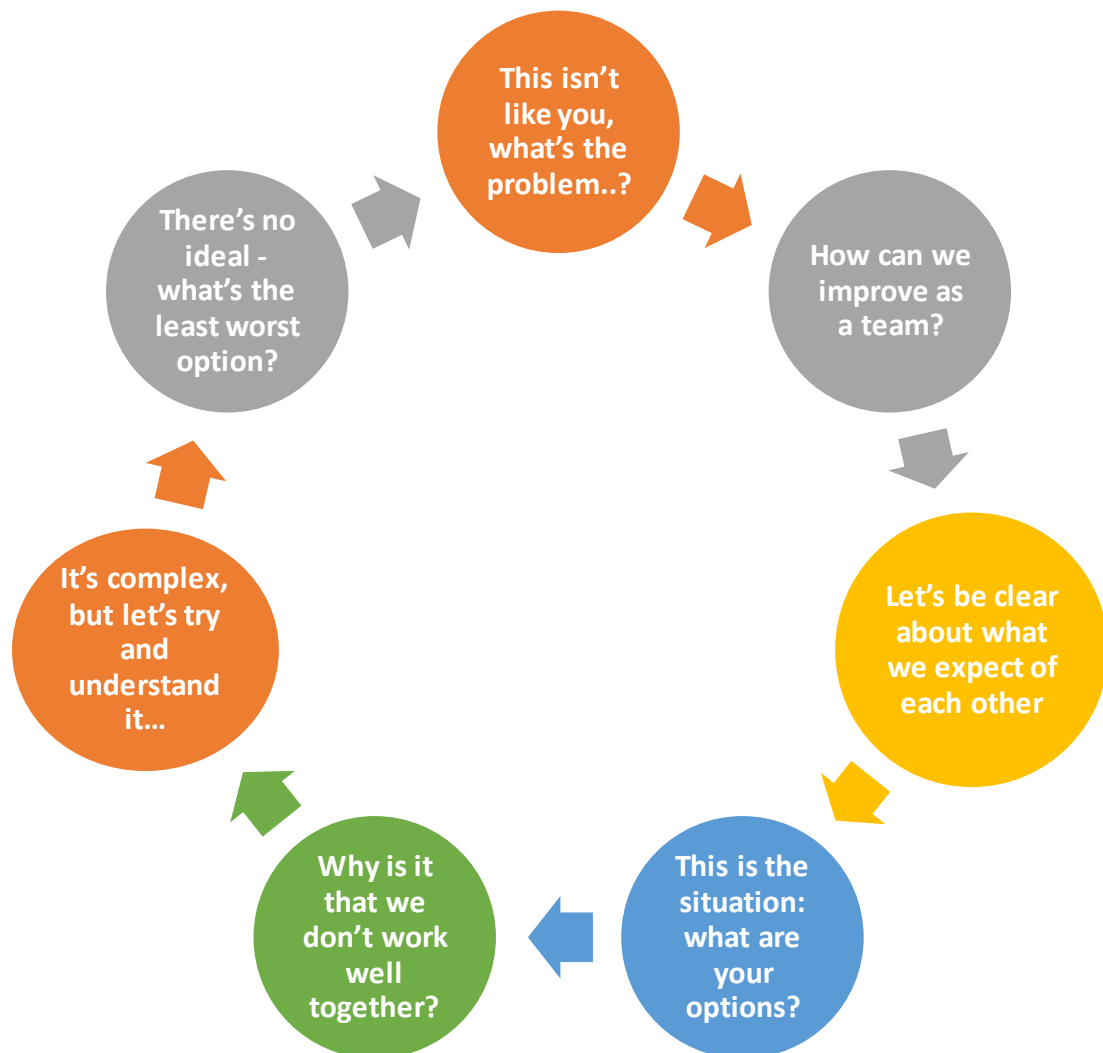 This isn’t
like you,
what’s the
problem..?
How can we
improve as
a team?
Let’s be clear
about what
we expect of
each other
This is the
situation:
what are
your
options?
Why is it
that we
don’t work
well
together?
It’s complex,
but let’s try
and
understand
it…
There’s no
ideal -
what’s the
least worst
option?